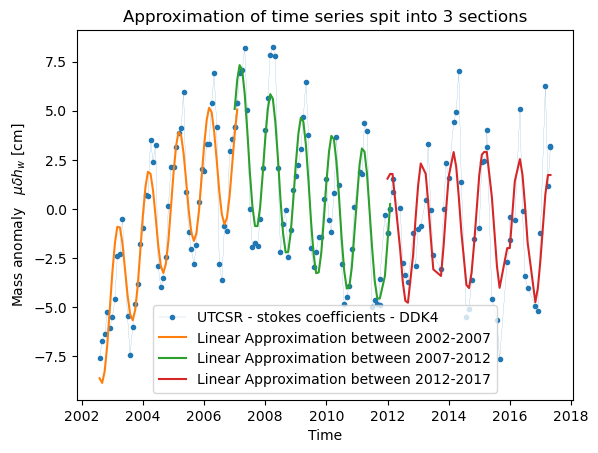 Approximation of time series spit into 3 sections
Mass anomaly μδh_w [cm]
7.5
5.0
2.5
0.0
−2.5
−5.0
−7.5
UTCSR - stokes coefficients - DDK4
Linear Approximation between 2002-2007
Linear Approximation between 2007-2012
Linear Approximation between 2012-2017
2002 2004 2006 2008 2010 2012 2014 2016 2018
Time